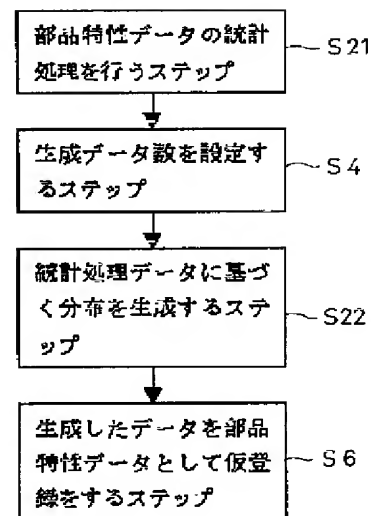 部品特性データの統計
処理を行うステップ
S21
生成データ数を設定す
るステップ
S4
統計処理データに基づ
く分布を生成するステ
ップ
S22
生成したデータを部品
特性データとして仮登
録をするステップ
S6